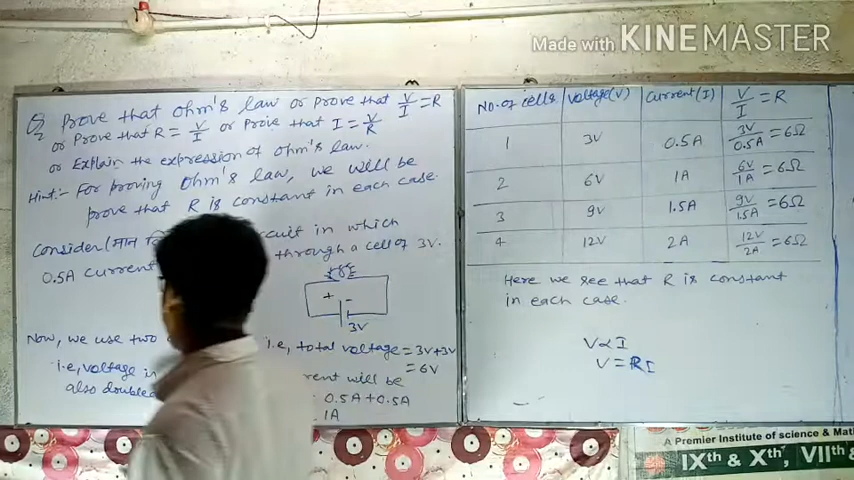 Made with KINEMASTER
Q Prove that ohm's law or prove that V/I = R
or Prove that R = V/I or prove that I = V/R
or Explain the expression of ohm's law.
Hint:- For proving ohm's law, we will be
prove that R is constant in each case.
Consider (मान circuit in which
0.5A current through a cell of 3V.
+ -
3V
Now, we use two i.e, total voltage = 3V+3V
= 6V
i.e, voltage
also doubled will be
0.5A + 0.5A
1A
No. of cells Voltage(V) Current(I) V/I = R
1 3V 0.5A 3V/0.5A = 6Ω
2 6V 1A 6V/1A = 6Ω
3 9V 1.5A 9V/1.5A = 6Ω
4 12V 2A 12V/2A = 6Ω
Here we see that R is constant
in each case.
V∝I
V = RI
A Premier Institute of Science & Math
IXth & Xth, VIIth &